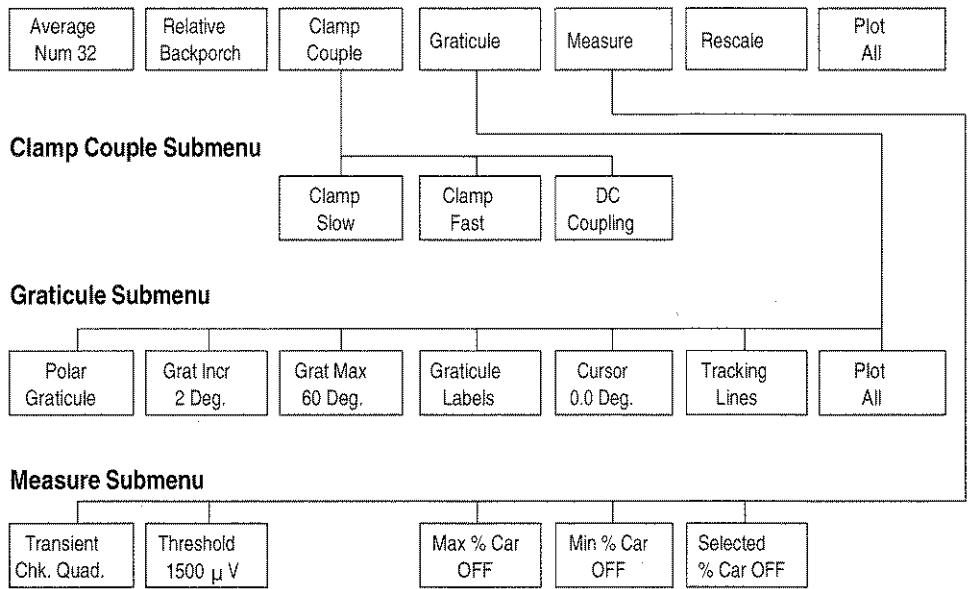 Average
Num 32
Relative
Backporch
Clamp
Couple
Graticule
Measure
Rescale
Plot
All
Clamp Couple Submenu
Clamp
Slow
Clamp
Fast
DC
Coupling
Graticule Submenu
Polar
Graticule
Grat Incr
2 Deg.
Grat Max
60 Deg.
Graticule
Labels
Cursor
0.0 Deg.
Tracking
Lines
Plot
All
Measure Submenu
Transient
Chk. Quad.
Threshold
1500 μ V
Max % Car
OFF
Min % Car
OFF
Selected
% Car OFF